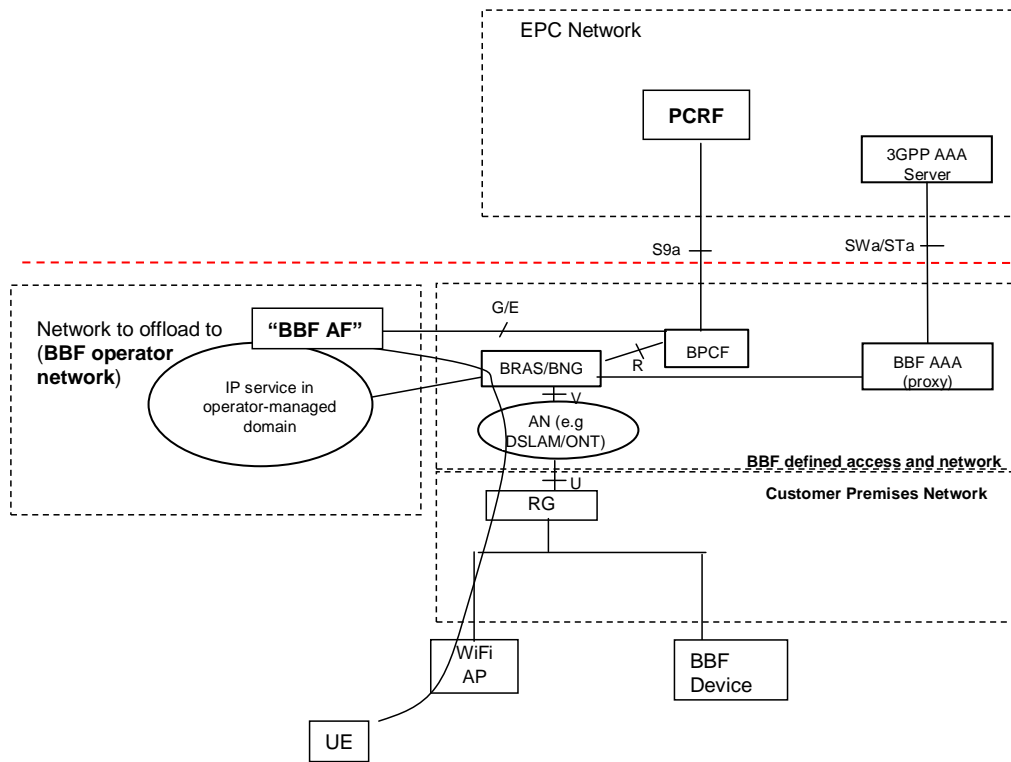 EPC Network
PCRF
3GPP AAA
Server
S9a
SWa/STa
G/E
Network to offload to
(BBF operator
network)
“BBF AF”
BPCF
R
BRAS/BNG
BBF AAA
(proxy)
IP service in
operator-managed
domain
V
AN (e.g
DSLAM/ONT)
BBF defined access and network
U
Customer Premises Network
RG
WiFi
AP
BBF
Device
UE